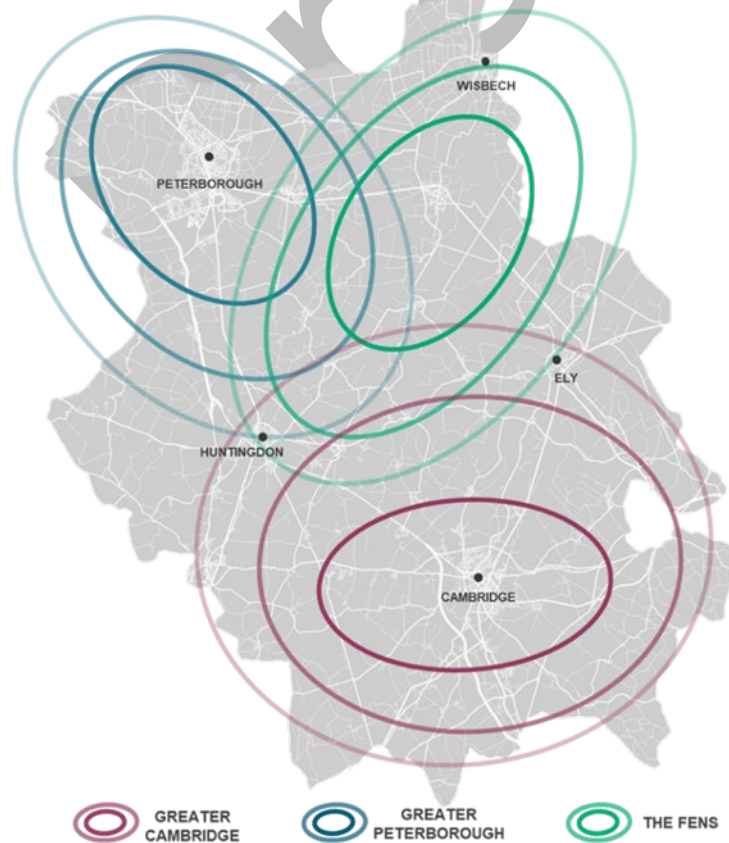 WISBECH
PETERBOROUGH
ELY
HUNTINGDON
CAMBRIDGE
GREATER
CAMBRIDGE
GREATER
PETERBOROUGH
THE FENS